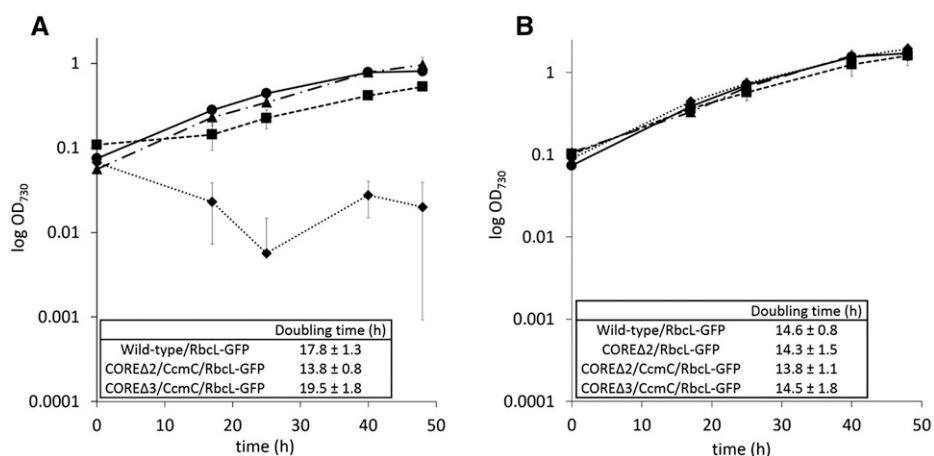 A
1
0.1
0.01
0.001
0.0001
log OD730
Doubling time (h)
Wild-type/RbcL-GFP 17.8 ± 1.3
COREΔ2/CcmC/RbcL-GFP 13.8 ± 0.8
COREΔ3/CcmC/RbcL-GFP 19.5 ± 1.8
0 10 20 30 40 50
time (h)
B
1
0.1
0.01
0.001
0.0001
log OD730
Doubling time (h)
Wild-type/RbcL-GFP 14.6 ± 0.8
COREΔ2/RbcL-GFP 14.3 ± 1.5
COREΔ2/CcmC/RbcL-GFP 13.8 ± 1.1
COREΔ3/CcmC/RbcL-GFP 14.5 ± 1.8
0 10 20 30 40 50
time (h)